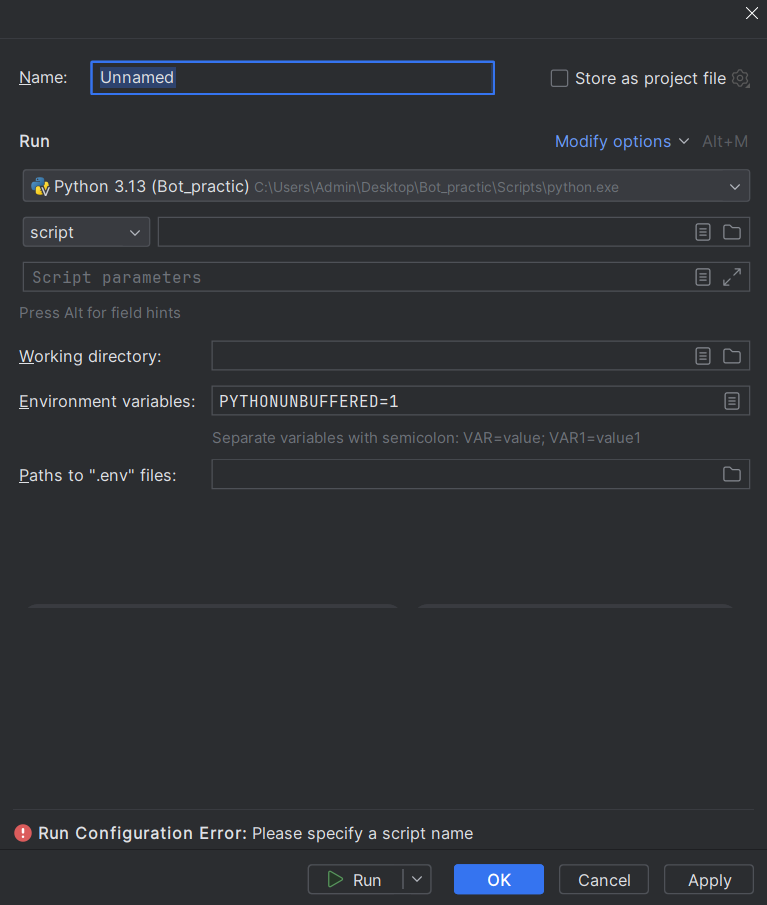 Name: Unnamed Store as project file
Run Modify options Alt+M
Python 3.13 (Bot_practic) C:\Users\Admin\Desktop\Bot_practic\Scripts\python.exe
script
Script parameters
Press Alt for field hints
Working directory:
Environment variables: PYTHONUNBUFFERED=1
Separate variables with semicolon: VAR=value; VAR1=value1
Paths to ".env" files:
Run Configuration Error: Please specify a script name
Run OK Cancel Apply